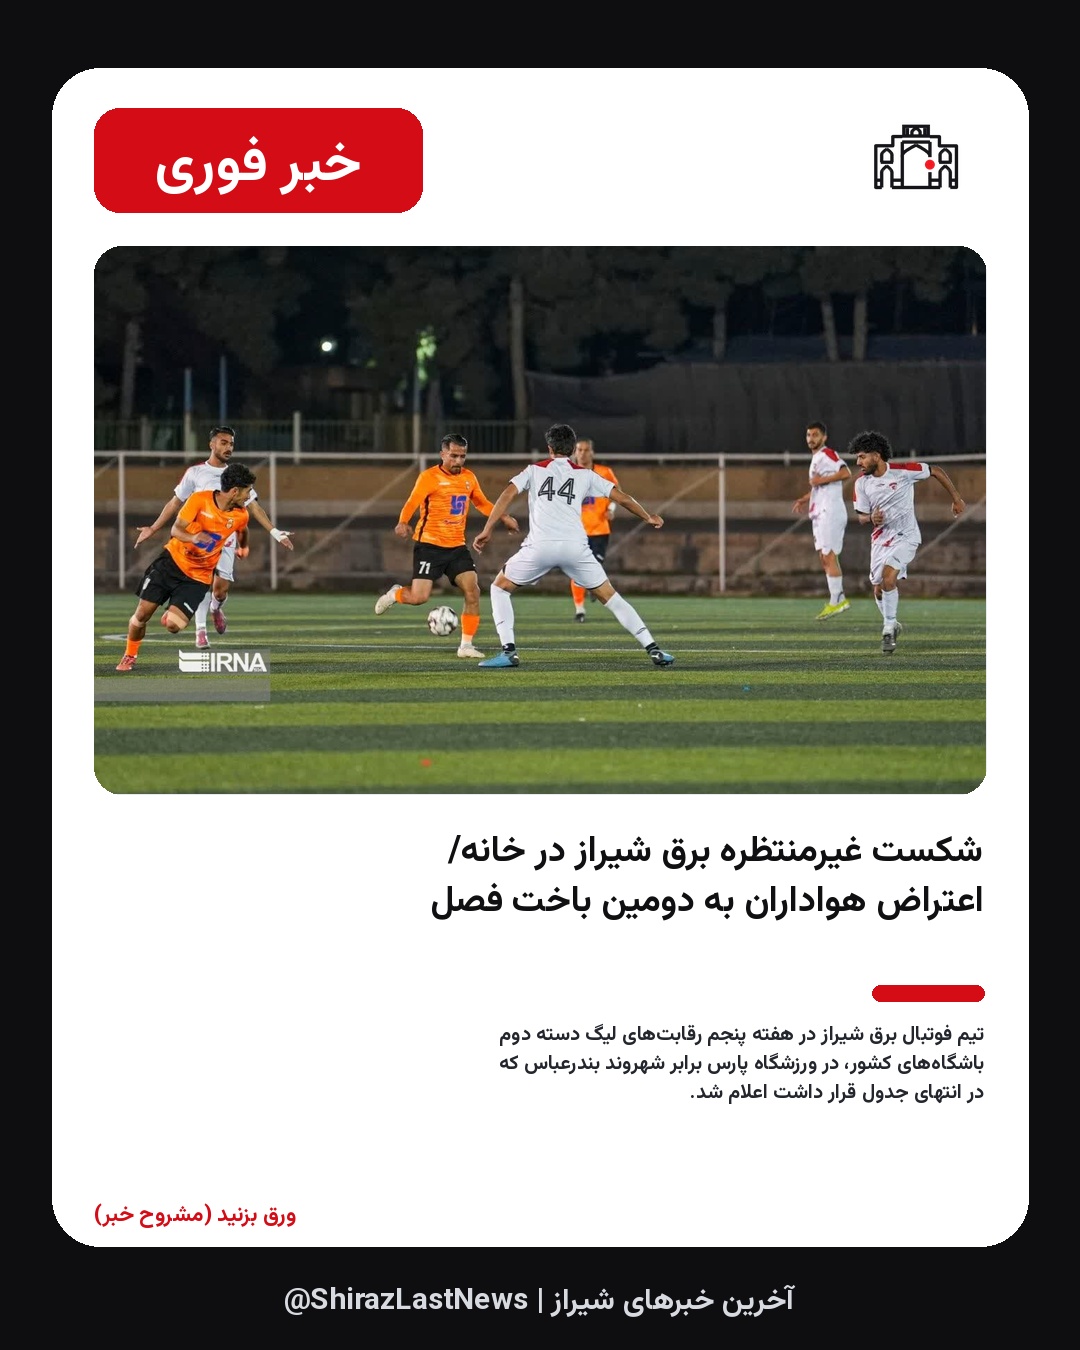 خبر فوری
44
71
IRNA
شکست غیرمنتظره برق شیراز در خانه/
اعتراض هواداران به دومین باخت فصل
تیم فوتبال برق شیراز در هفته پنجم رقابت‌های لیگ دسته دوم
باشگاه‌های کشور، در ورزشگاه پارس برابر شهروند بندرعباس که
در انتهای جدول قرار داشت اعلام شد.
ورق بزنید (مشروح خبر)
آخرین خبرهای شیراز | ShirazLastNews@